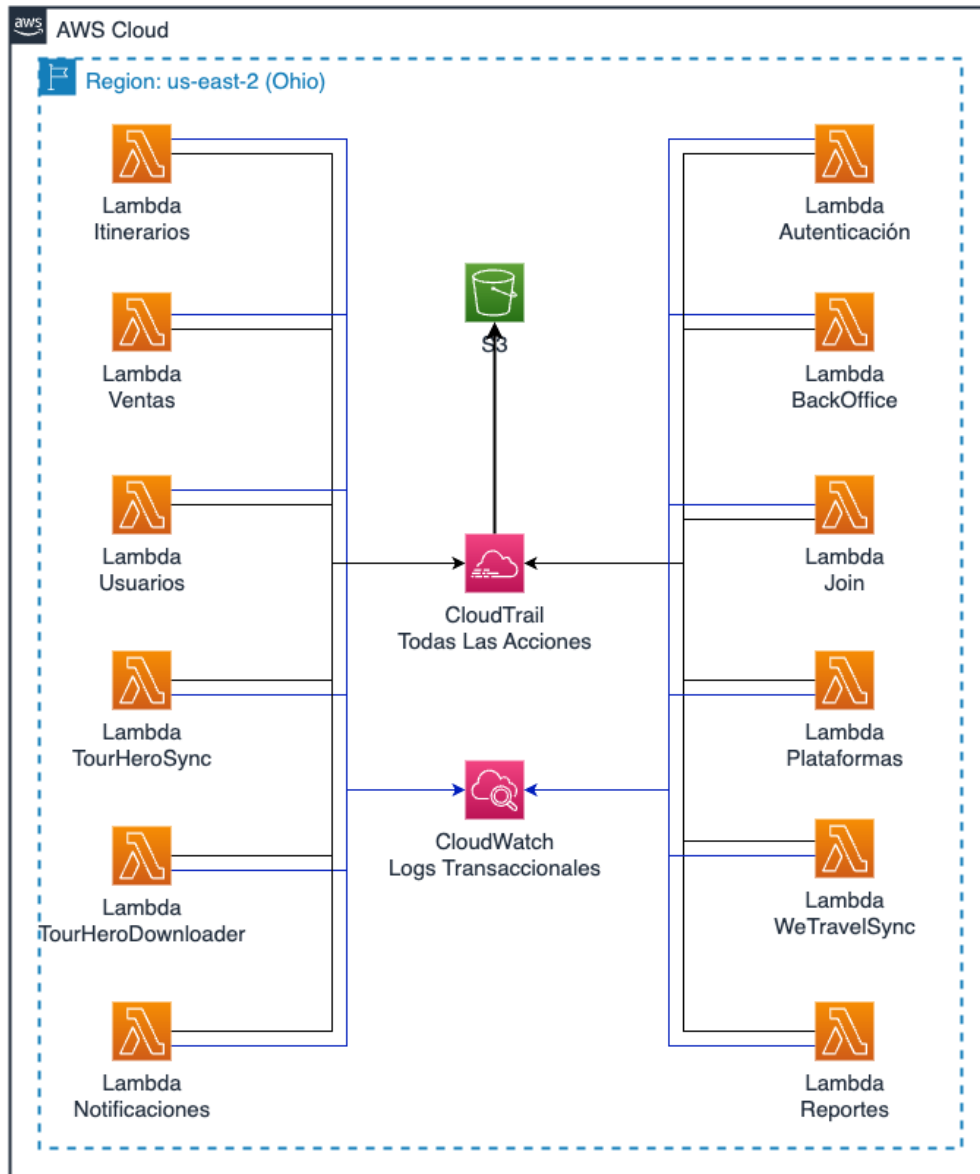 aws
AWS Cloud
Region: us-east-2 (Ohio)
Lambda
Itinerarios
Lambda
Autenticación
S3
Lambda
Ventas
Lambda
BackOffice
Lambda
Usuarios
Lambda
Join
CloudTrail
Todas Las Acciones
Lambda
TourHeroSync
Lambda
Plataformas
CloudWatch
Logs Transaccionales
Lambda
TourHeroDownloader
Lambda
WeTravelSync
Lambda
Notificaciones
Lambda
Reportes